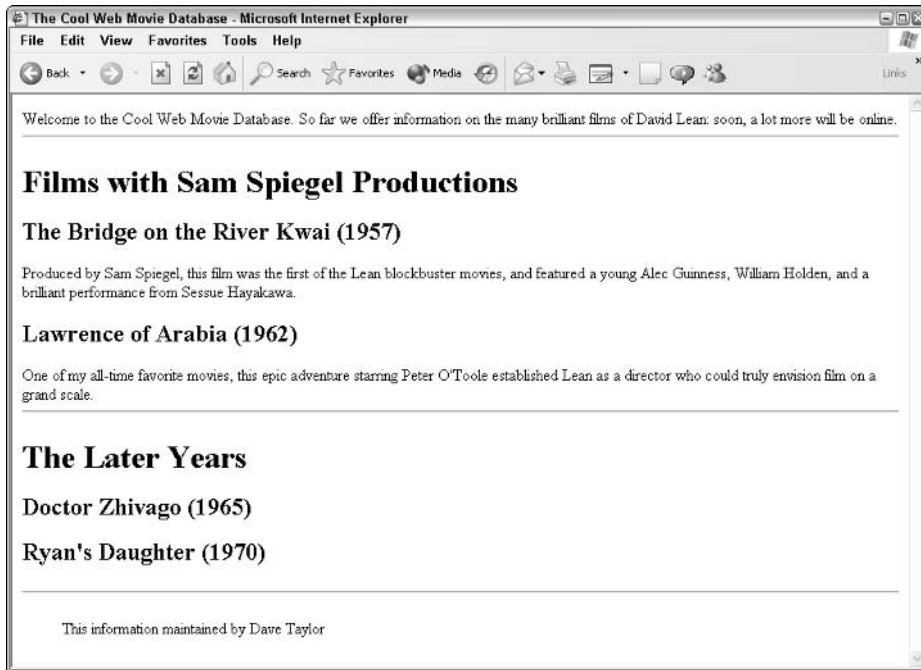 The Cool Web Movie Database - Microsoft Internet Explorer
File Edit View Favorites Tools Help
Back Search Favorites Media Links
Welcome to the Cool Web Movie Database. So far we offer information on the many brilliant films of David Lean: soon, a lot more will be online.
Films with Sam Spiegel Productions
The Bridge on the River Kwai (1957)
Produced by Sam Spiegel, this film was the first of the Lean blockbuster movies, and featured a young Alec Guinness, William Holden, and a
brilliant performance from Sessue Hayakawa.
Lawrence of Arabia (1962)
One of my all-time favorite movies, this epic adventure starring Peter O'Toole established Lean as a director who could truly envision film on a
grand scale.
The Later Years
Doctor Zhivago (1965)
Ryan's Daughter (1970)
This information maintained by Dave Taylor